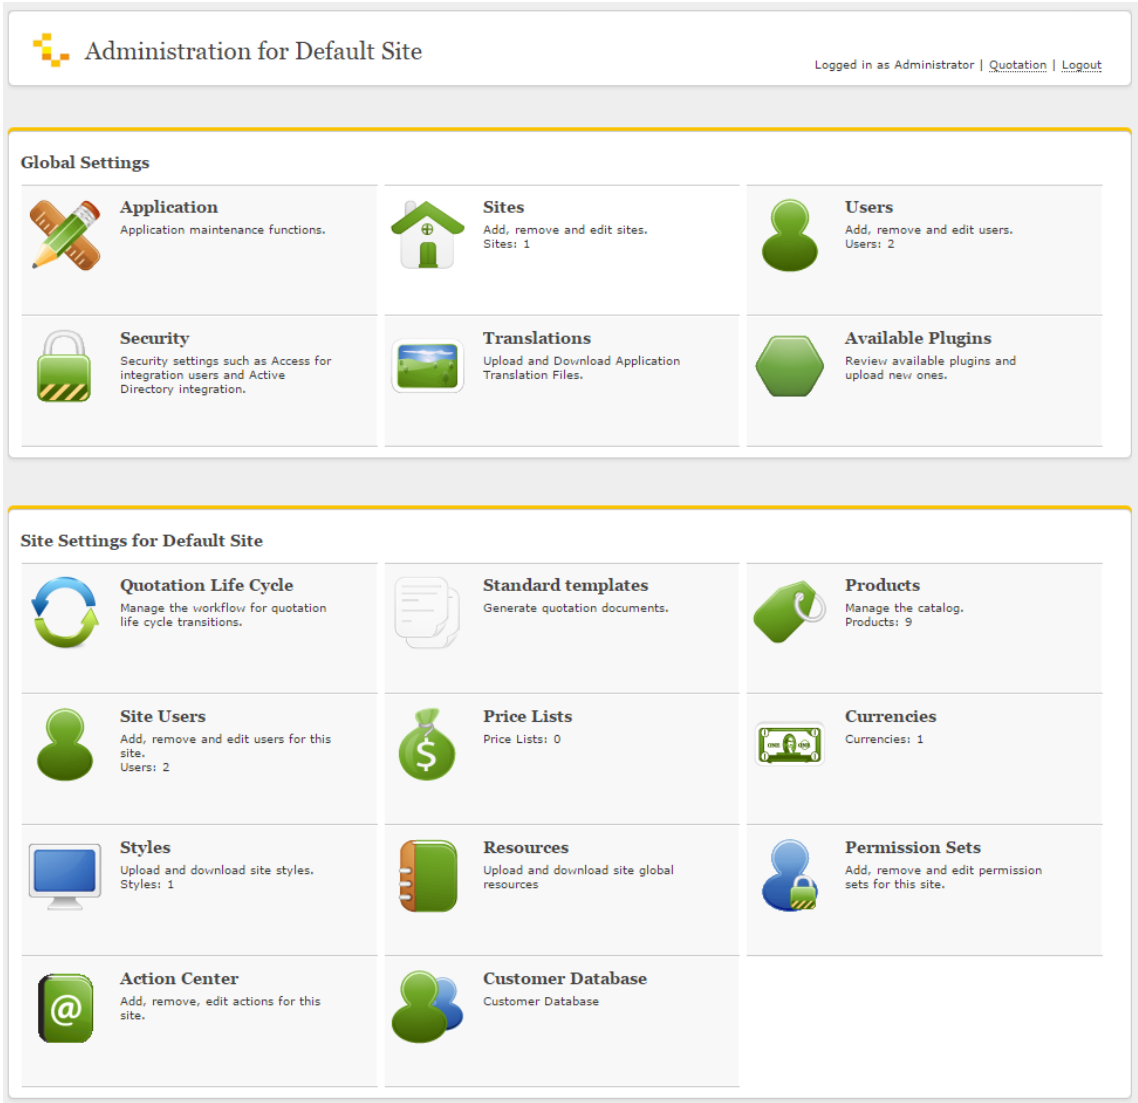 Administration for Default Site
Logged in as Administrator | Quotation | Logout
Global Settings
Application
Application maintenance functions.
Sites
Add, remove and edit sites.
Sites: 1
Users
Add, remove and edit users.
Users: 2
Security
Security settings such as Access for
integration users and Active
Directory integration.
Translations
Upload and Download Application
Translation Files.
Available Plugins
Review available plugins and
upload new ones.
Site Settings for Default Site
Quotation Life Cycle
Manage the workflow for quotation
life cycle transitions.
Standard templates
Generate quotation documents.
Products
Manage the catalog.
Products: 9
Site Users
Add, remove and edit users for this
site.
Users: 2
$
Price Lists
Price Lists: 0
Currencies
Currencies: 1
Styles
Upload and download site styles.
Styles: 1
Resources
Upload and download site global
resources
Permission Sets
Add, remove and edit permission
sets for this site.
@
Action Center
Add, remove, edit actions for this
site.
Customer Database
Customer Database